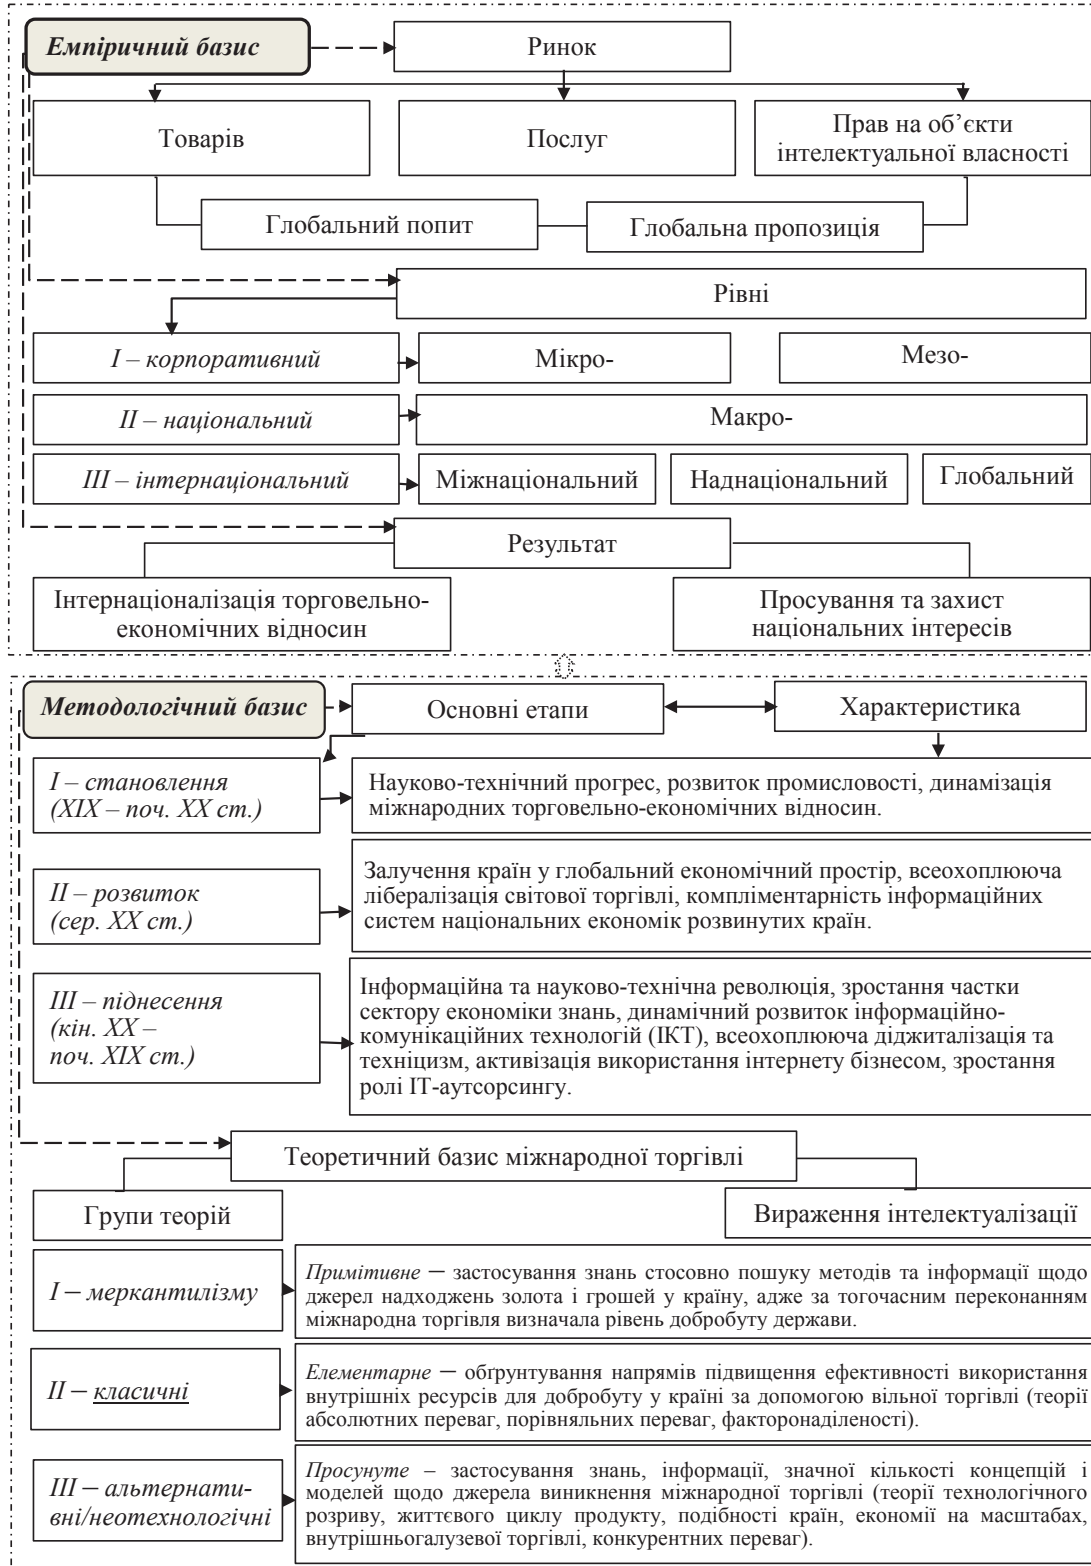 Емпіричний базис
Ринок
Товарів
Послуг
Прав на об’єкти
інтелектуальної власності
Глобальний попит
Глобальна пропозиція
Рівні
I – корпоративний
Мікро-
Мезо-
II – національний
Макро-
III – інтернаціональний
Міжнаціональний
Наднаціональний
Глобальний
Результат
Інтернаціоналізація торговельно-
економічних відносин
Просування та захист
національних інтересів
Методологічний базис
Основні етапи
Характеристика
I – становлення
(XIX – поч. XX ст.)
Науково-технічний прогрес, розвиток промисловості, динамізація
міжнародних торговельно-економічних відносин.
II – розвиток
(сер. XX ст.)
Залучення країн у глобальний економічний простір, всеохоплююча
лібералізація світової торгівлі, компліментарність інформаційних
систем національних економік розвинутих країн.
III – піднесення
(кін. XX –
поч. XIX ст.)
Інформаційна та науково-технічна революція, зростання частки
сектору економіки знань, динамічний розвиток інформаційно-
комунікаційних технологій (ІКТ), всеохоплююча діджиталізація та
техніцизм, активізація використання інтернету бізнесом, зростання
ролі ІТ-аутсорсингу.
Теоретичний базис міжнародної торгівлі
Групи теорій
Вираження інтелектуалізації
I – меркантилізму
Примітивне – застосування знань стосовно пошуку методів та інформації щодо
джерел надходжень золота і грошей у країну, адже за тогочасним переконанням
міжнародна торгівля визначала рівень добробуту держави.
II – класичні
Елементарне – обґрунтування напрямів підвищення ефективності використання
внутрішніх ресурсів для добробуту у країні за допомогою вільної торгівлі (теорії
абсолютних переваг, порівняльних переваг, факторонаділеності).
III – альтернати-
вні/неотехнологічні
Просунуте – застосування знань, інформації, значної кількості концепцій і
моделей щодо джерела виникнення міжнародної торгівлі (теорії технологічного
розриву, життєвого циклу продукту, подібності країн, економії на масштабах,
внутрішньогалузевої торгівлі, конкурентних переваг).